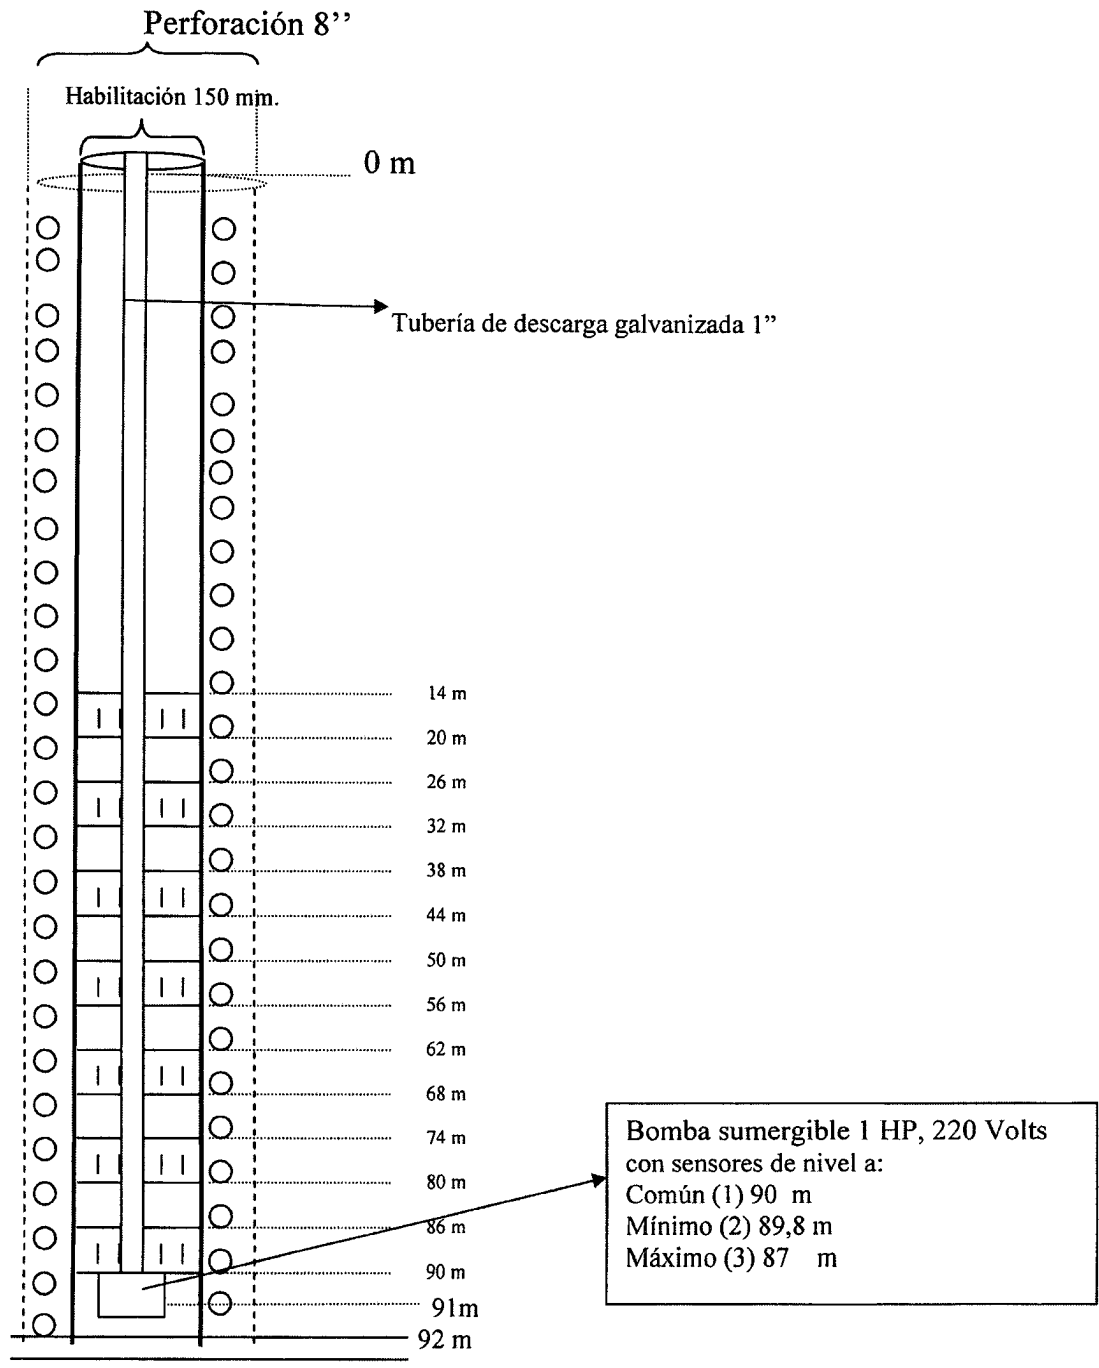 Perforación 8’’
Habilitación 150 mm.
0 m
Tubería de descarga galvanizada 1”
14 m
20 m
26 m
32 m
38 m
44 m
50 m
56 m
62 m
68 m
74 m
80 m
86 m
90 m
91m
92 m
Bomba sumergible 1 HP, 220 Volts
con sensores de nivel a:
Común (1) 90 m
Mínimo (2) 89,8 m
Máximo (3) 87 m